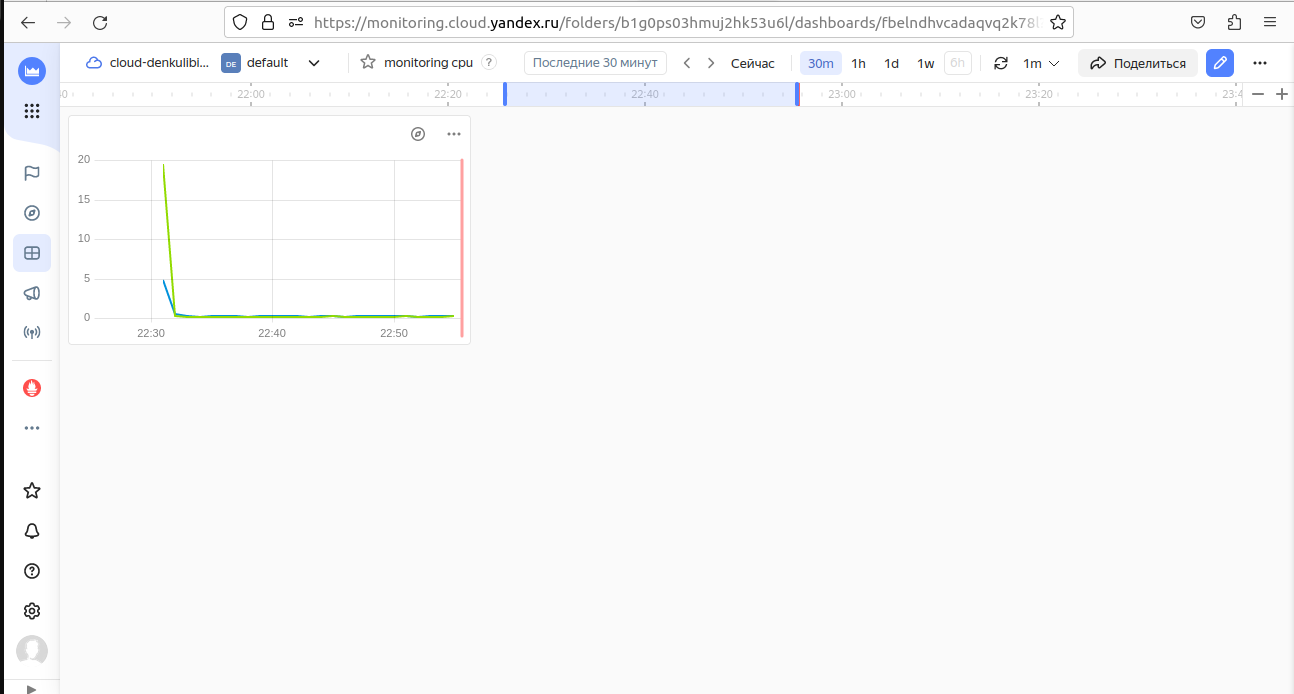 https://monitoring.cloud.yandex.ru/folders/b1g0ps03hmuj2hk53u6l/dashboards/fbelndhvcadaqvq2k78
cloud-denkulibi... DE default monitoring cpu ? Последние 30 минут Сейчас 30m 1h 1d 1w 6h 1m Поделиться
22:00 22:20 22:40 23:00 23:20 23:4
20
15
10
5
0
22:30 22:40 22:50